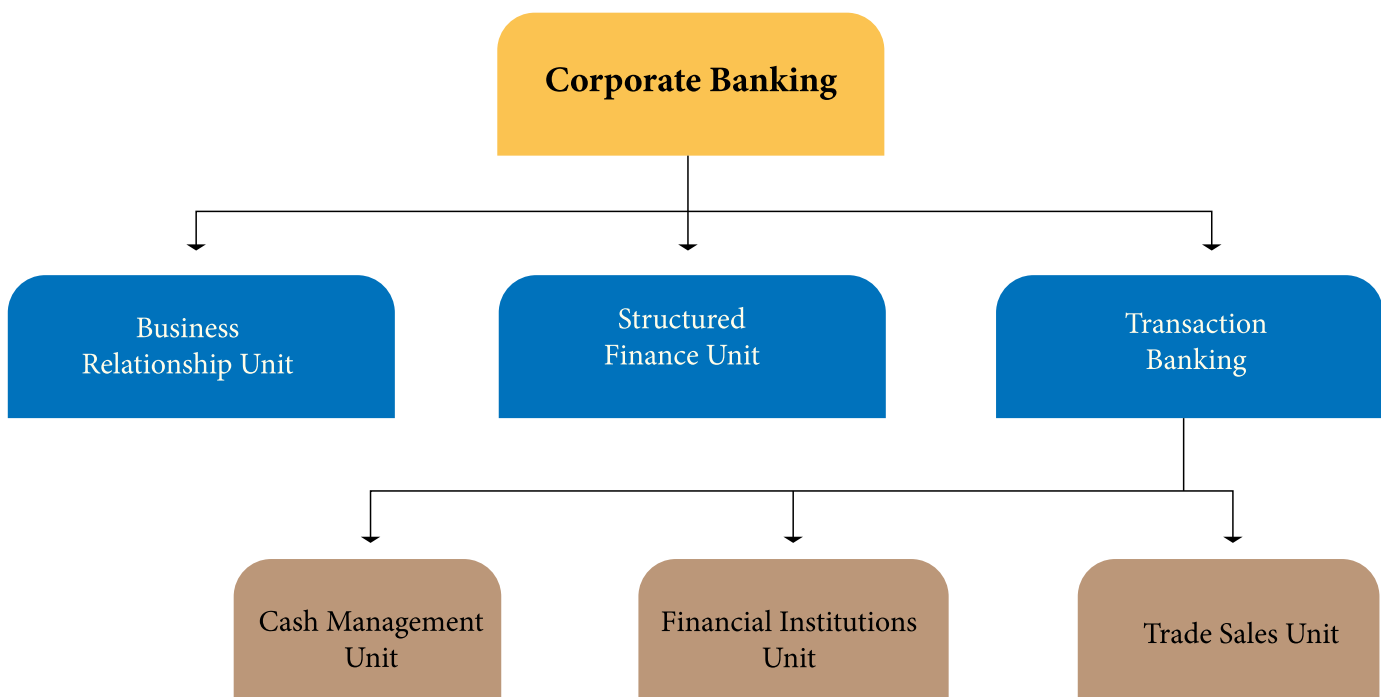 Corporate Banking
Business
Relationship Unit
Structured
Finance Unit
Transaction
Banking
Cash Management
Unit
Financial Institutions
Unit
Trade Sales Unit